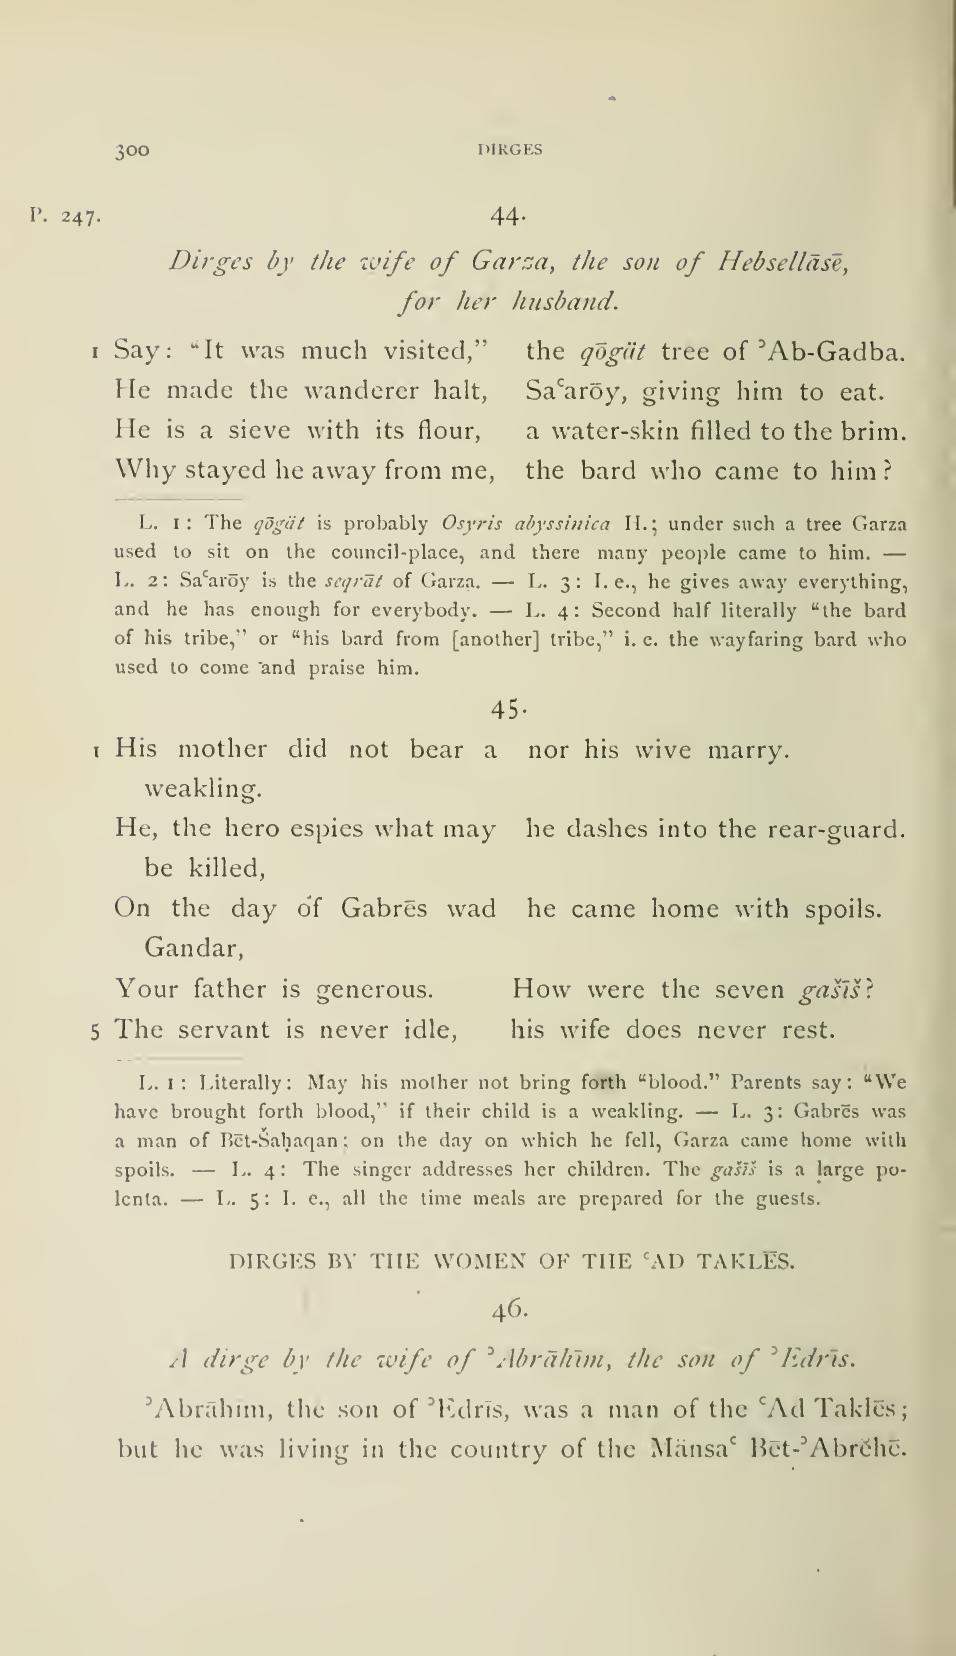 300 DIRGES
P. 247. 44.
Dirges by the wife of Garza, the son of Hebsellāsē,
for her husband.
1 Say: “It was much visited,” the qōgät tree of ʾAb-Gadba.
He made the wanderer halt, Saʿarōy, giving him to eat.
He is a sieve with its flour, a water-skin filled to the brim.
Why stayed he away from me, the bard who came to him?
L. 1: The qōgät is probably Osyris abyssinica H.; under such a tree Garza
used to sit on the council-place, and there many people came to him. —
L. 2: Saʿarōy is the seqrāt of Garza. — L. 3: I. e., he gives away everything,
and he has enough for everybody. — L. 4: Second half literally “the bard
of his tribe,” or “his bard from [another] tribe,” i. e. the wayfaring bard who
used to come and praise him.
45.
1 His mother did not bear a nor his wive marry.
weakling.
He, the hero espies what may he dashes into the rear-guard.
be killed,
On the day of Gabrēs wad he came home with spoils.
Gandar,
Your father is generous. How were the seven gašīš?
5 The servant is never idle, his wife does never rest.
L. 1: Literally: May his mother not bring forth “blood.” Parents say: “We
have brought forth blood,” if their child is a weakling. — L. 3: Gabrēs was
a man of Bēt-Šaḥaqan; on the day on which he fell, Garza came home with
spoils. — L. 4: The singer addresses her children. The gašīš is a large po-
lenta. — L. 5: I. e., all the time meals are prepared for the guests.
DIRGES BY THE WOMEN OF THE ʿAD TAKLĒS.
46.
A dirge by the wife of ʾAbrāhīm, the son of ʾEdrīs.
ʾAbrāhīm, the son of ʾEdrīs, was a man of the ʿAd Taklēs;
but he was living in the country of the Mänsaʿ Bēt-ʾAbrĕhē.